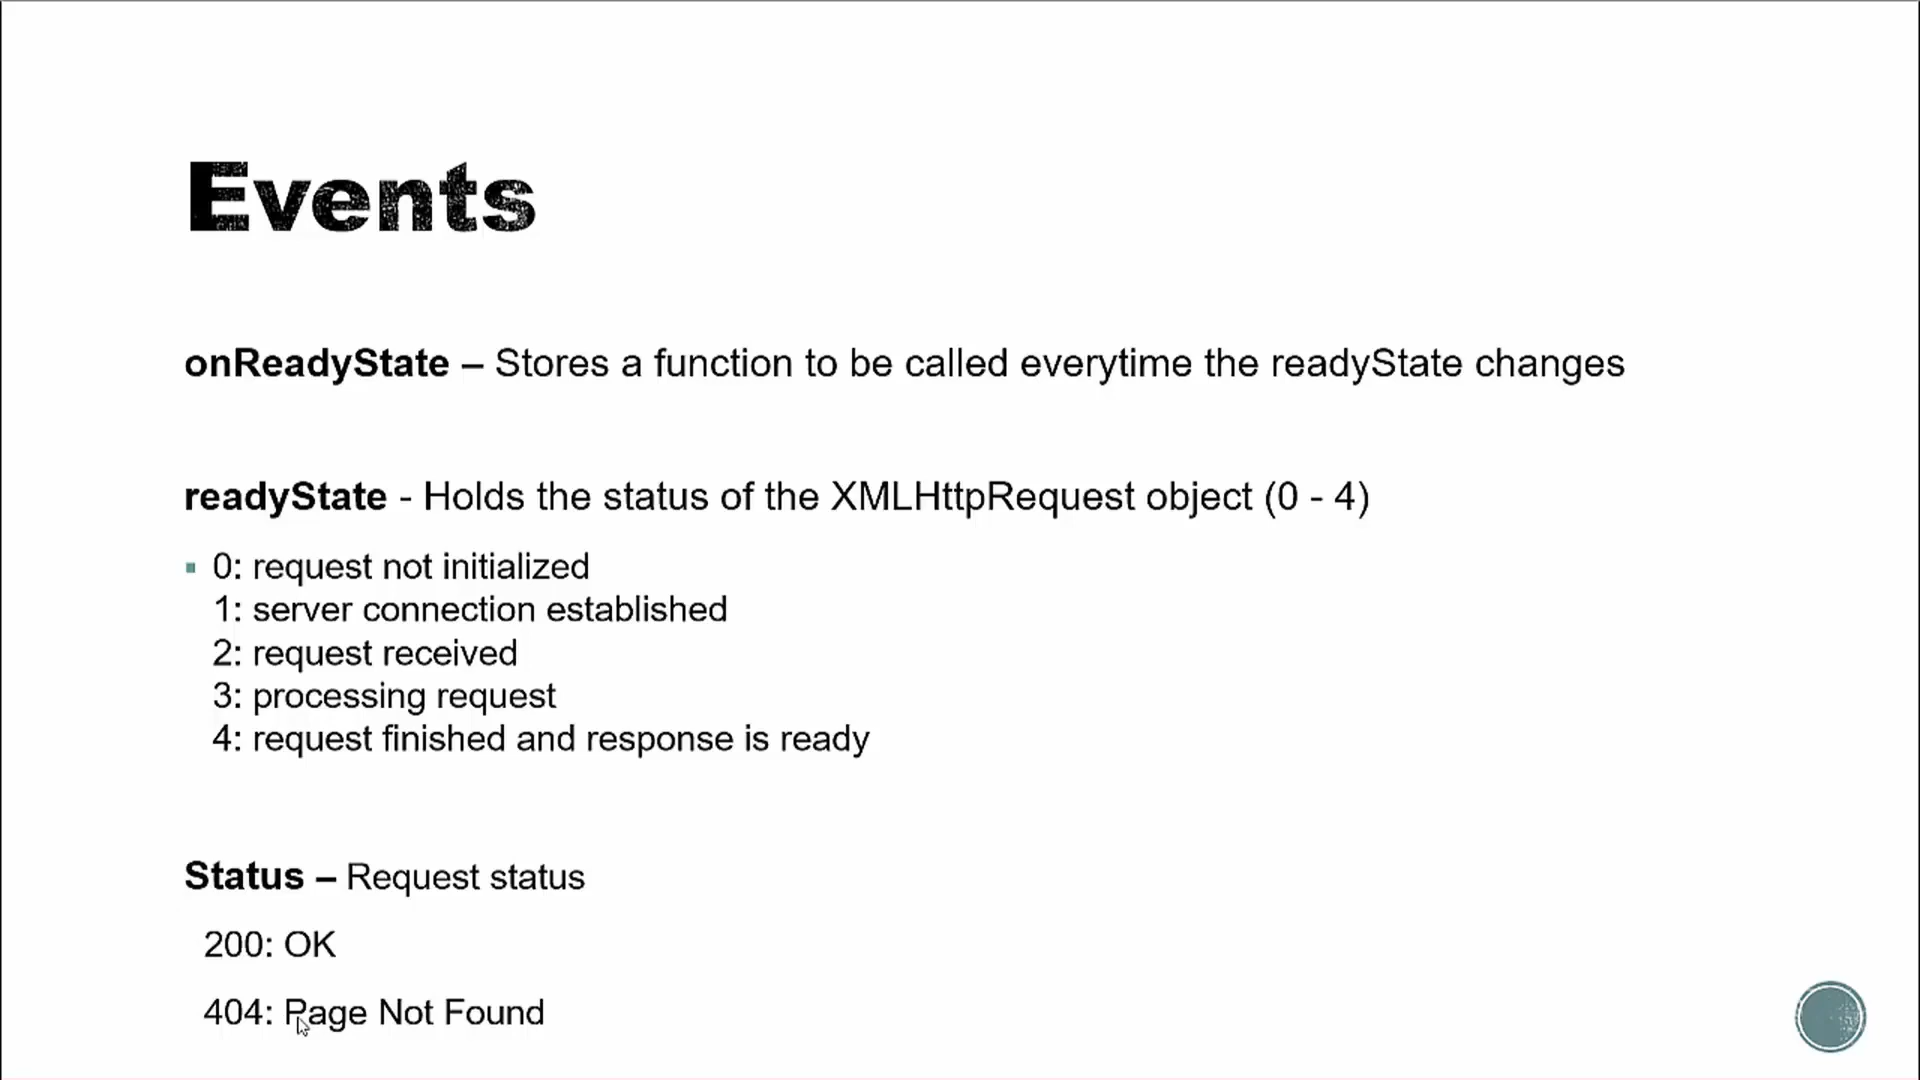 Events
onReadyState – Stores a function to be called everytime the readyState changes
readyState - Holds the status of the XMLHttpRequest object (0 - 4)
▪ 0: request not initialized
1: server connection established
2: request received
3: processing request
4: request finished and response is ready
Status – Request status
200: OK
404: Page Not Found